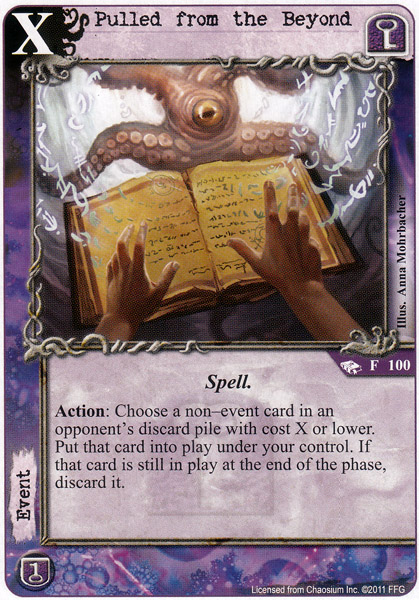 X
Pulled from the Beyond
Illus. Anna Mohrbacher
F 100
Spell.
Action: Choose a non–event card in an
opponent's discard pile with cost X or lower.
Put that card into play under your control. If
that card is still in play at the end of the phase,
discard it.
Event
Licensed from Chaosium Inc. ©2011 FFG